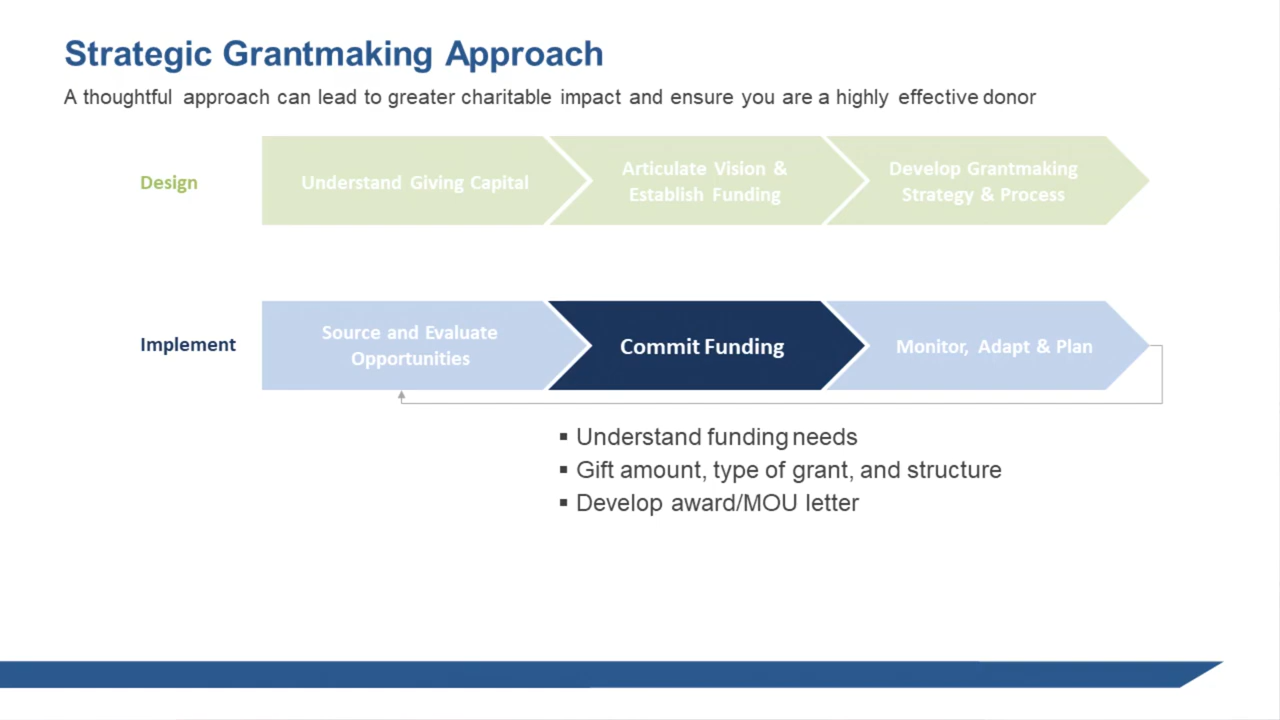 Strategic Grantmaking Approach
A thoughtful approach can lead to greater charitable impact and ensure you are a highly effective donor
Design
Understand Giving Capital
Articulate Vision &
Establish Funding
Develop Grantmaking
Strategy & Process
Implement
Source and Evaluate
Opportunities
Commit Funding
Monitor, Adapt & Plan
▪ Understand funding needs
▪ Gift amount, type of grant, and structure
▪ Develop award/MOU letter